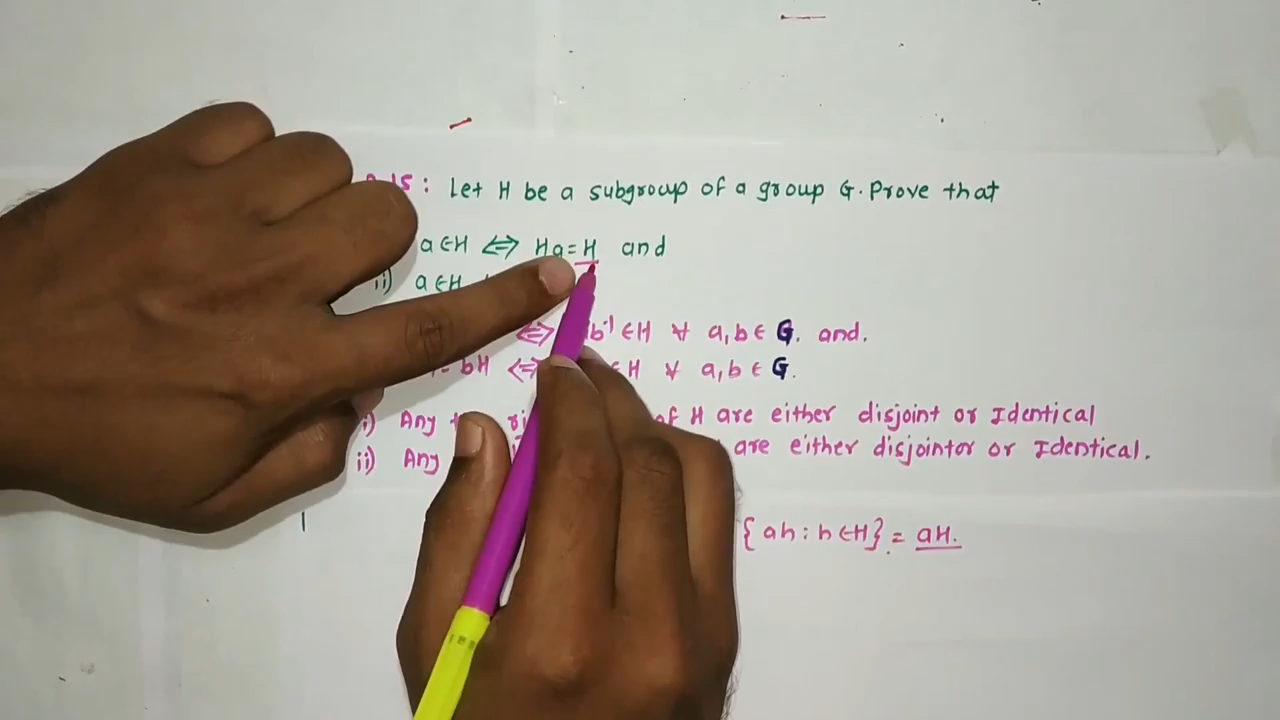 15: Let H be a subgroup of a group G. Prove that
a∈H ⇔ Ha=H and
ii) a∈H
⇔ b⁻¹ ∈H ∀ a,b∈ G. and.
bH ⇔ ∈H ∀ a,b∈ G.
i) Any of H are either disjoint or Identical
ii) Any are either disjointor or Identical.
{ah : h∈H} = aH.